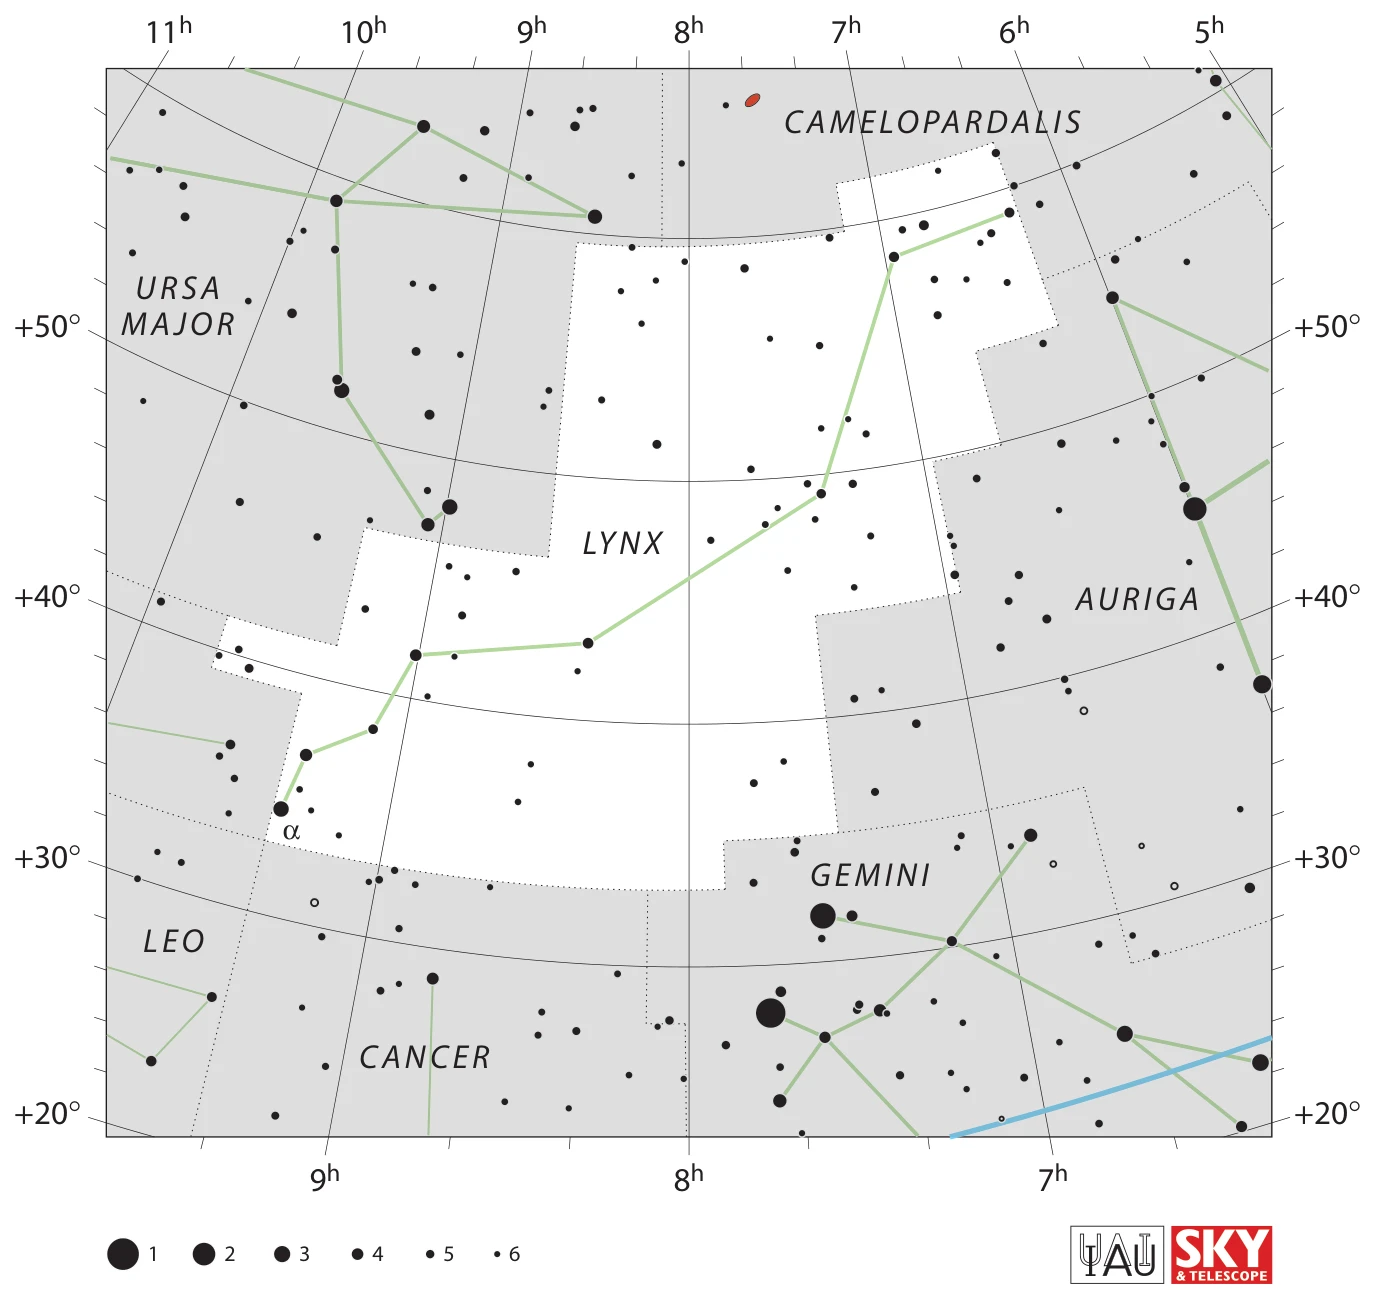 11h 10h 9h 8h 7h 6h 5h
CAMELOPARDALIS
URSA
MAJOR
+50° +50°
LYNX
+40° +40°
AURIGA
α
+30° +30°
GEMINI
LEO
CANCER
+20° +20°
9h 8h 7h
1 2 3 4 5 6
IAU
SKY
& TELESCOPE